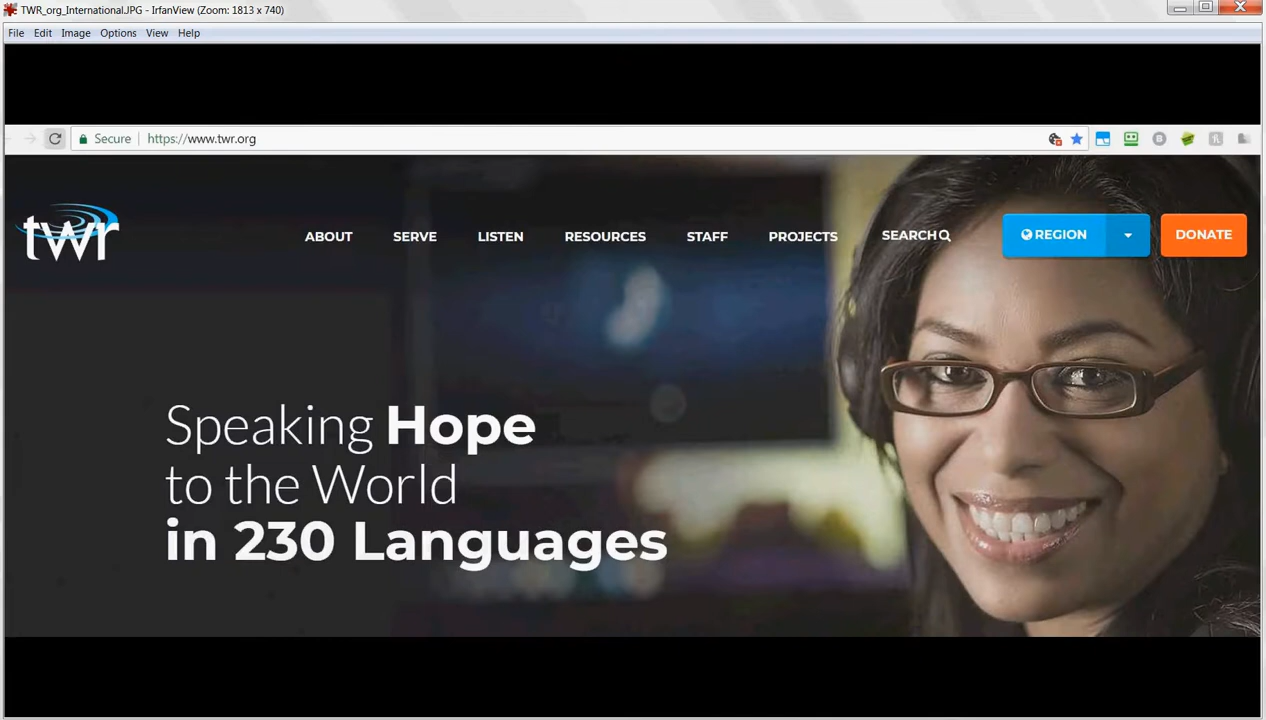 TWR_org_International.JPG - IrfanView (Zoom: 1813 x 740)
File Edit Image Options View Help
Secure https://www.twr.org
twr ABOUT SERVE LISTEN RESOURCES STAFF PROJECTS SEARCH REGION DONATE
Speaking Hope
to the World
in 230 Languages